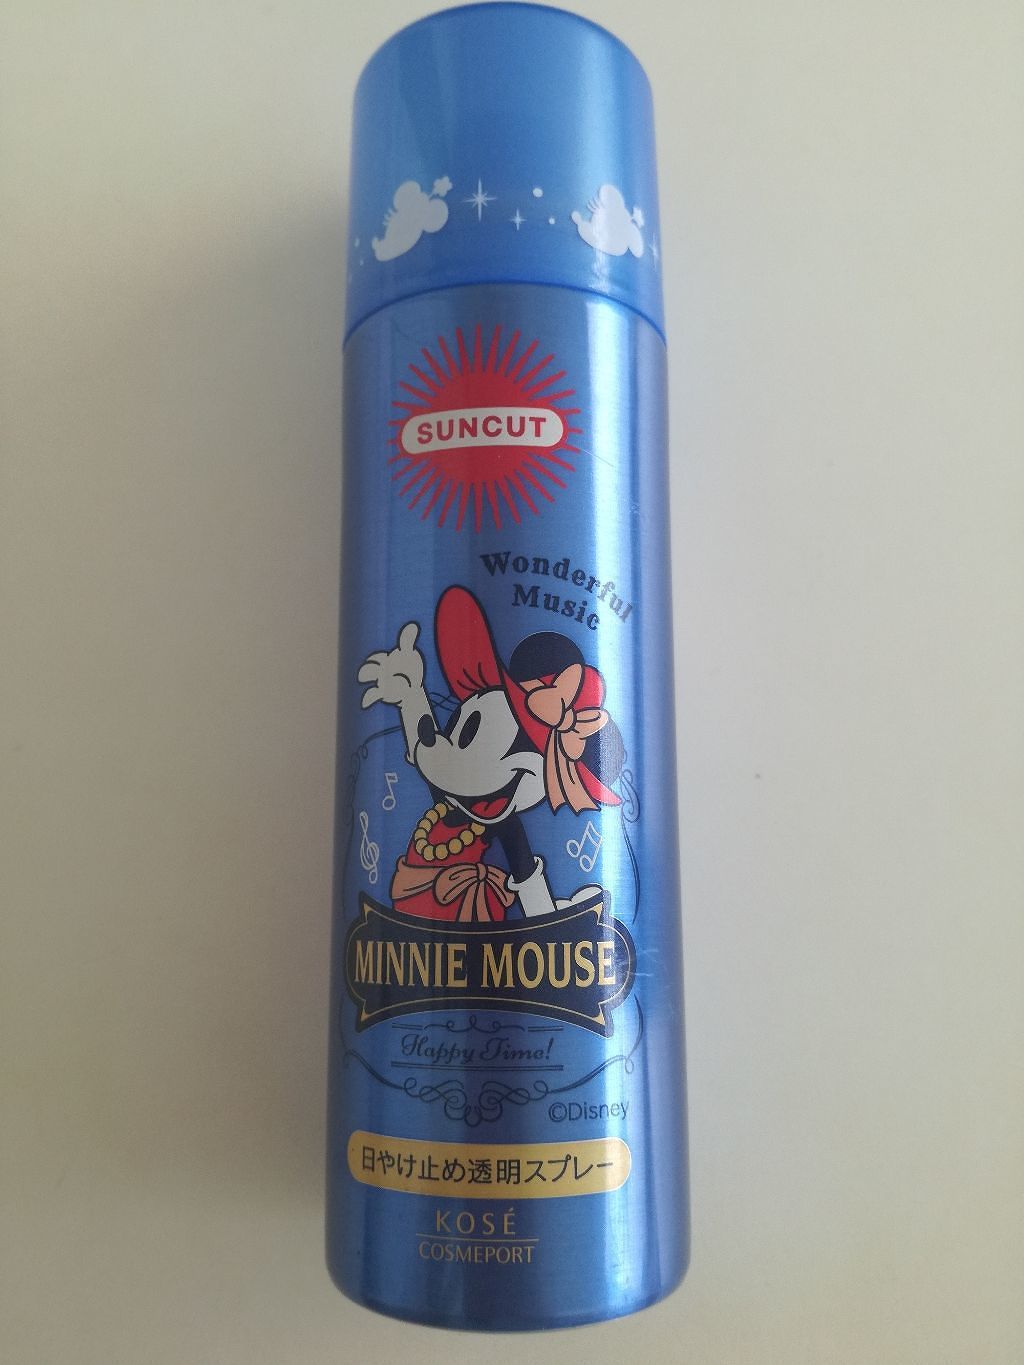 SUNCUT
Wonderful
Music
MINNIE MOUSE
Happy Time!
©Disney
日やけ止め透明スプレー
KOSÉ
COSMEPORT